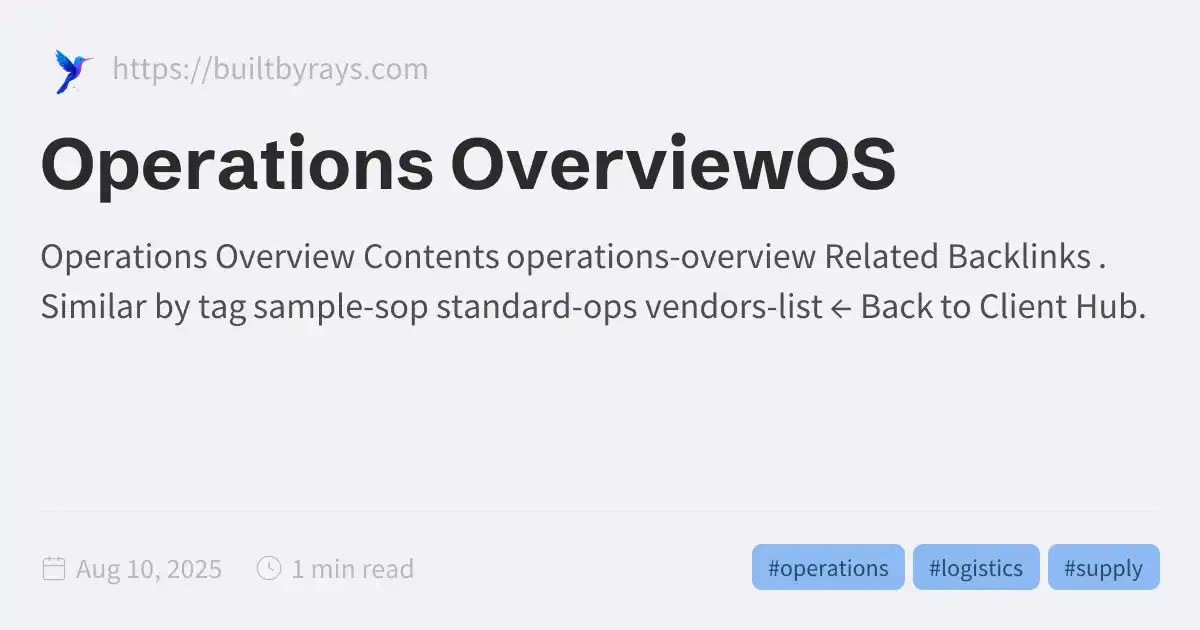 https://builtbyrays.com
Operations OverviewOS
Operations Overview Contents operations-overview Related Backlinks .
Similar by tag sample-sop standard-ops vendors-list ← Back to Client Hub.
Aug 10, 2025 1 min read #operations #logistics #supply